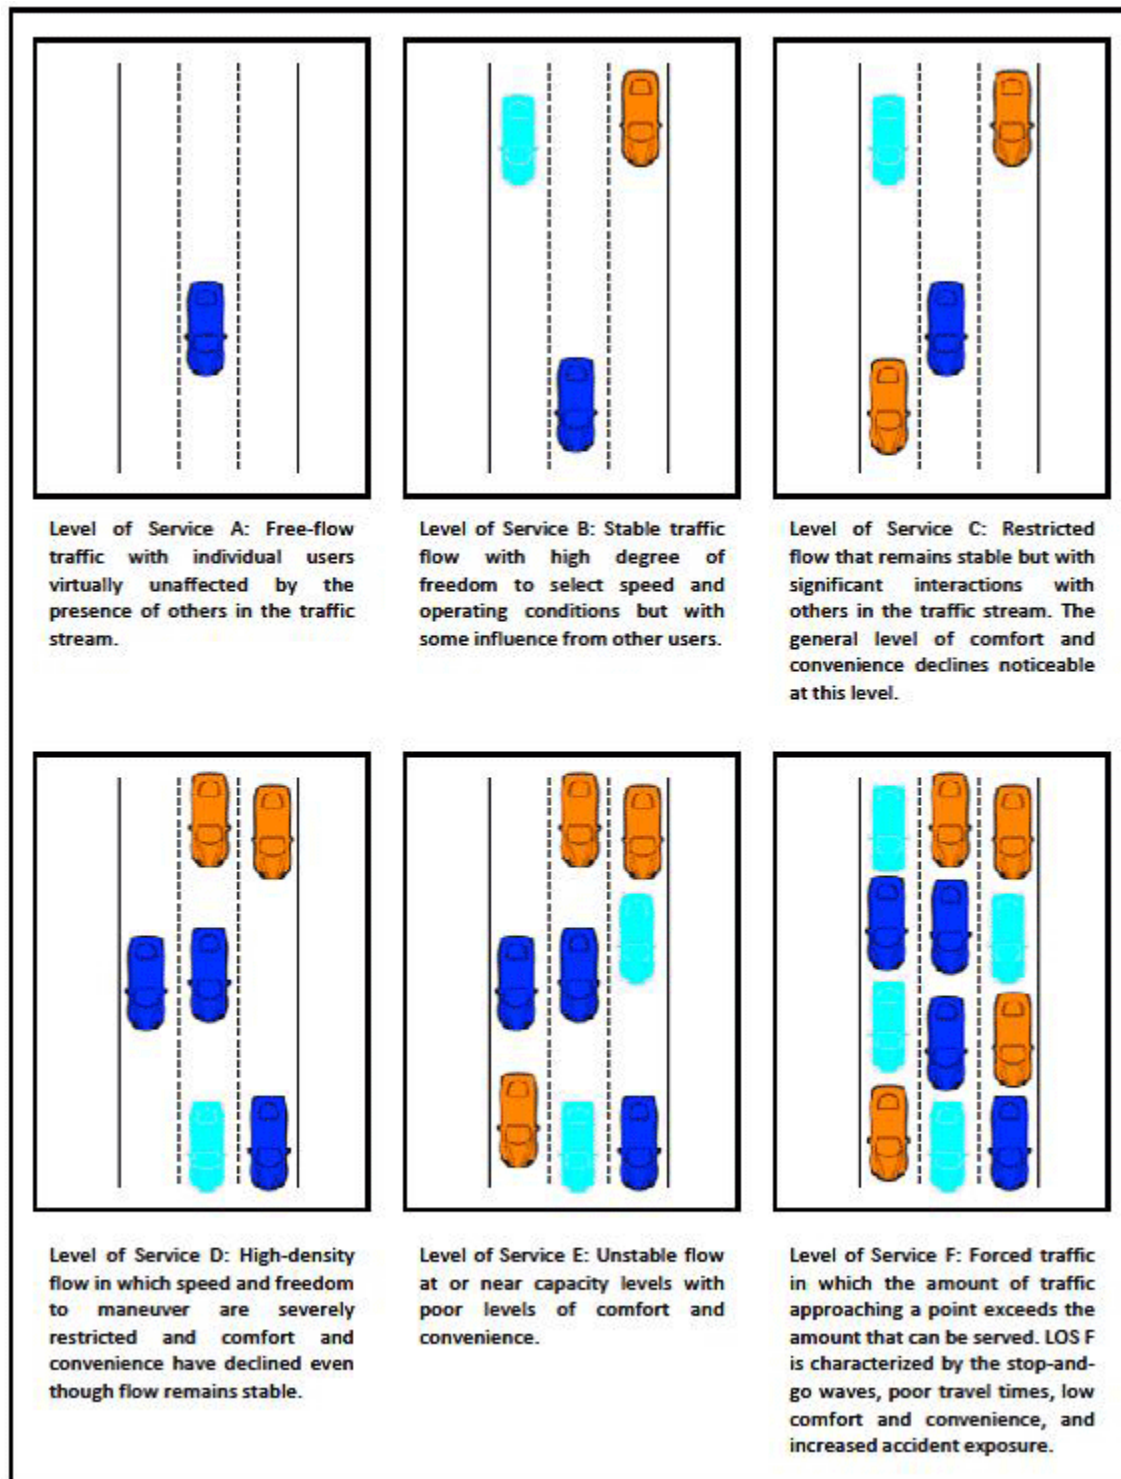 Level of Service A: Free-flow
traffic with individual users
virtually unaffected by the
presence of others in the traffic
stream.
Level of Service B: Stable traffic
flow with high degree of
freedom to select speed and
operating conditions but with
some influence from other users.
Level of Service C: Restricted
flow that remains stable but with
significant interactions with
others in the traffic stream. The
general level of comfort and
convenience declines noticeable
at this level.
Level of Service D: High-density
flow in which speed and freedom
to maneuver are severely
restricted and comfort and
convenience have declined even
though flow remains stable.
Level of Service E: Unstable flow
at or near capacity levels with
poor levels of comfort and
convenience.
Level of Service F: Forced traffic
in which the amount of traffic
approaching a point exceeds the
amount that can be served. LOS F
is characterized by the stop-and-
go waves, poor travel times, low
comfort and convenience, and
increased accident exposure.